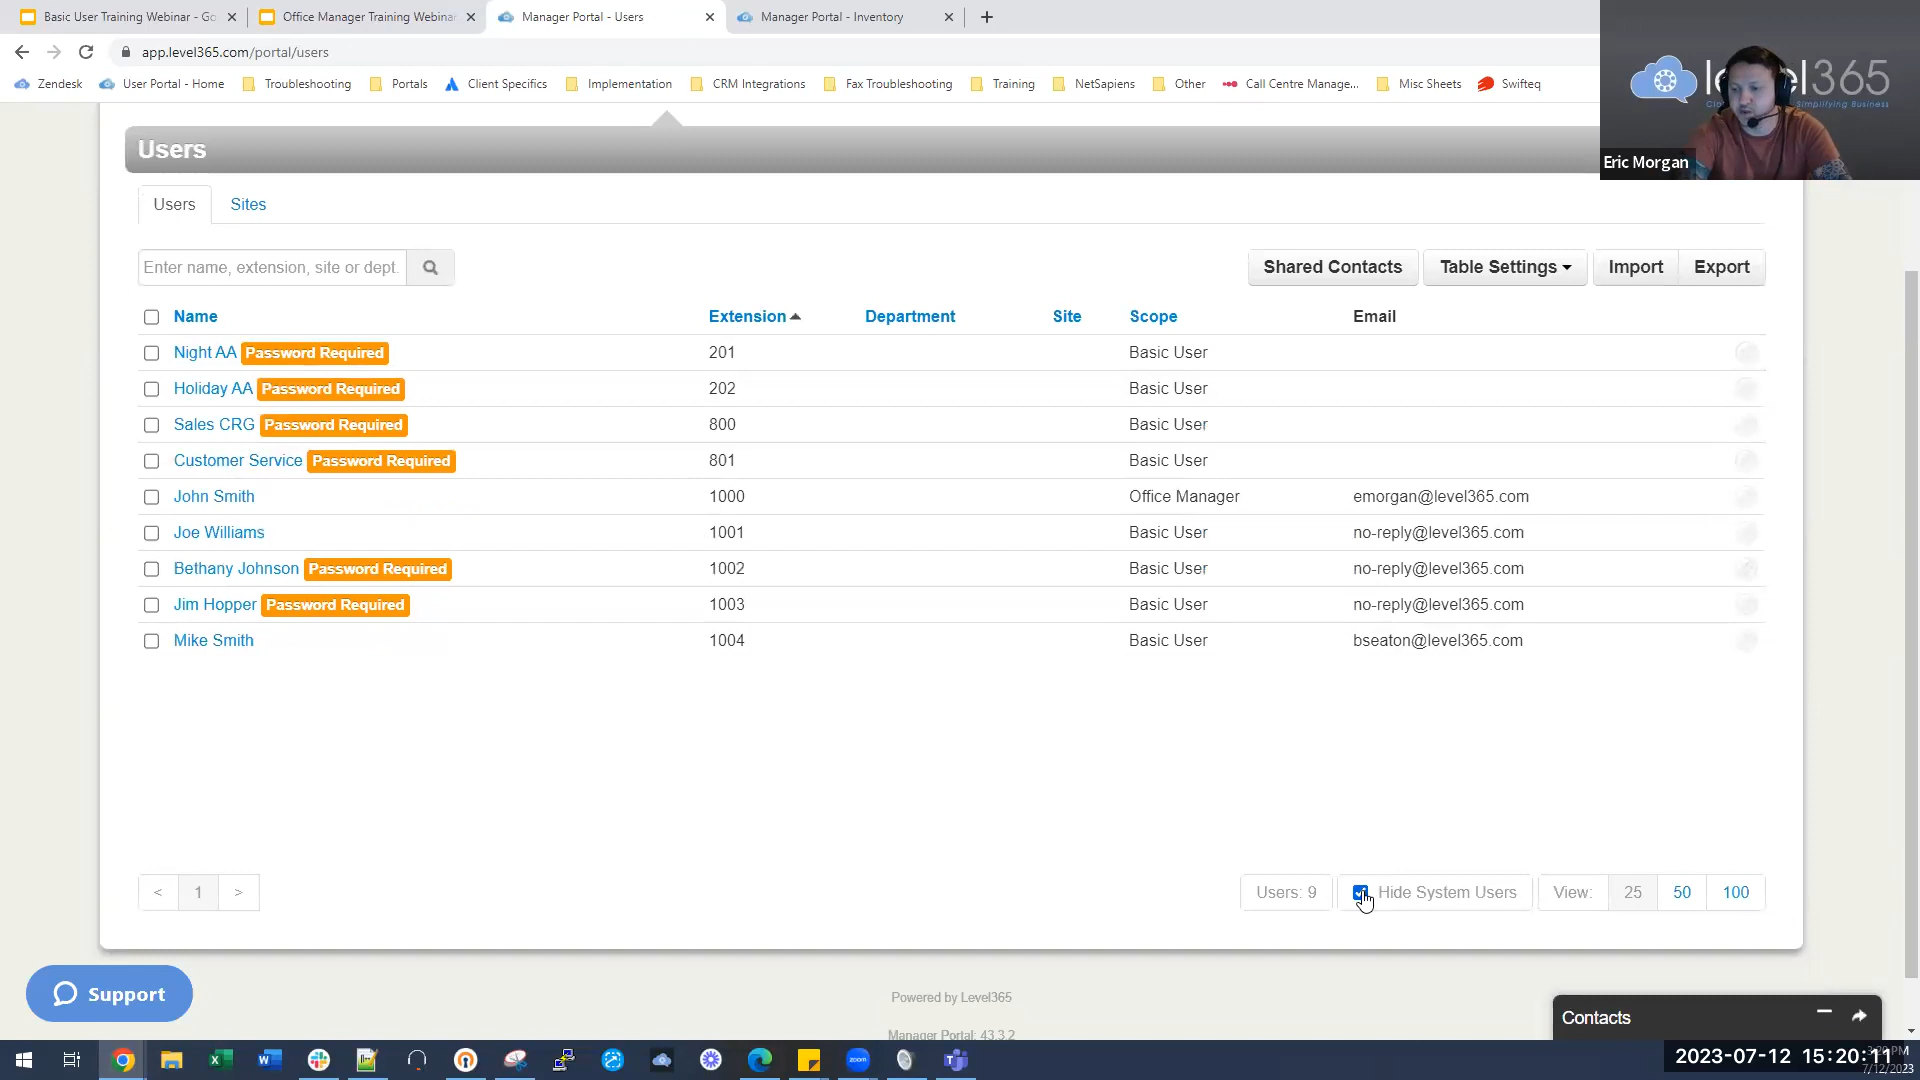 Basic User Training Webinar - Go
Office Manager Training Webinar
Manager Portal - Users
Manager Portal - Inventory
app.level365.com/portal/users
Zendesk
User Portal - Home
Troubleshooting
Portals
Client Specifics
Implementation
CRM Integrations
Fax Troubleshooting
Training
NetSapiens
Other
Call Centre Manage...
Misc Sheets
Swifteq
Simplifying Business
Eric Morgan
Users
Users Sites
Enter name, extension, site or dept.
Shared Contacts Table Settings Import Export
Name Extension Department Site Scope Email
Night AA Password Required 201 Basic User
Holiday AA Password Required 202 Basic User
Sales CRG Password Required 800 Basic User
Customer Service Password Required 801 Basic User
John Smith 1000 Office Manager emorgan@level365.com
Joe Williams 1001 Basic User no-reply@level365.com
Bethany Johnson Password Required 1002 Basic User no-reply@level365.com
Jim Hopper Password Required 1003 Basic User no-reply@level365.com
Mike Smith 1004 Basic User bseaton@level365.com
< 1 > Users: 9 Hide System Users View: 25 50 100
Support
Powered by Level365
Manager Portal: 43.3.2
Contacts
zoom
2023-07-12 15:20:11
7/12/2023